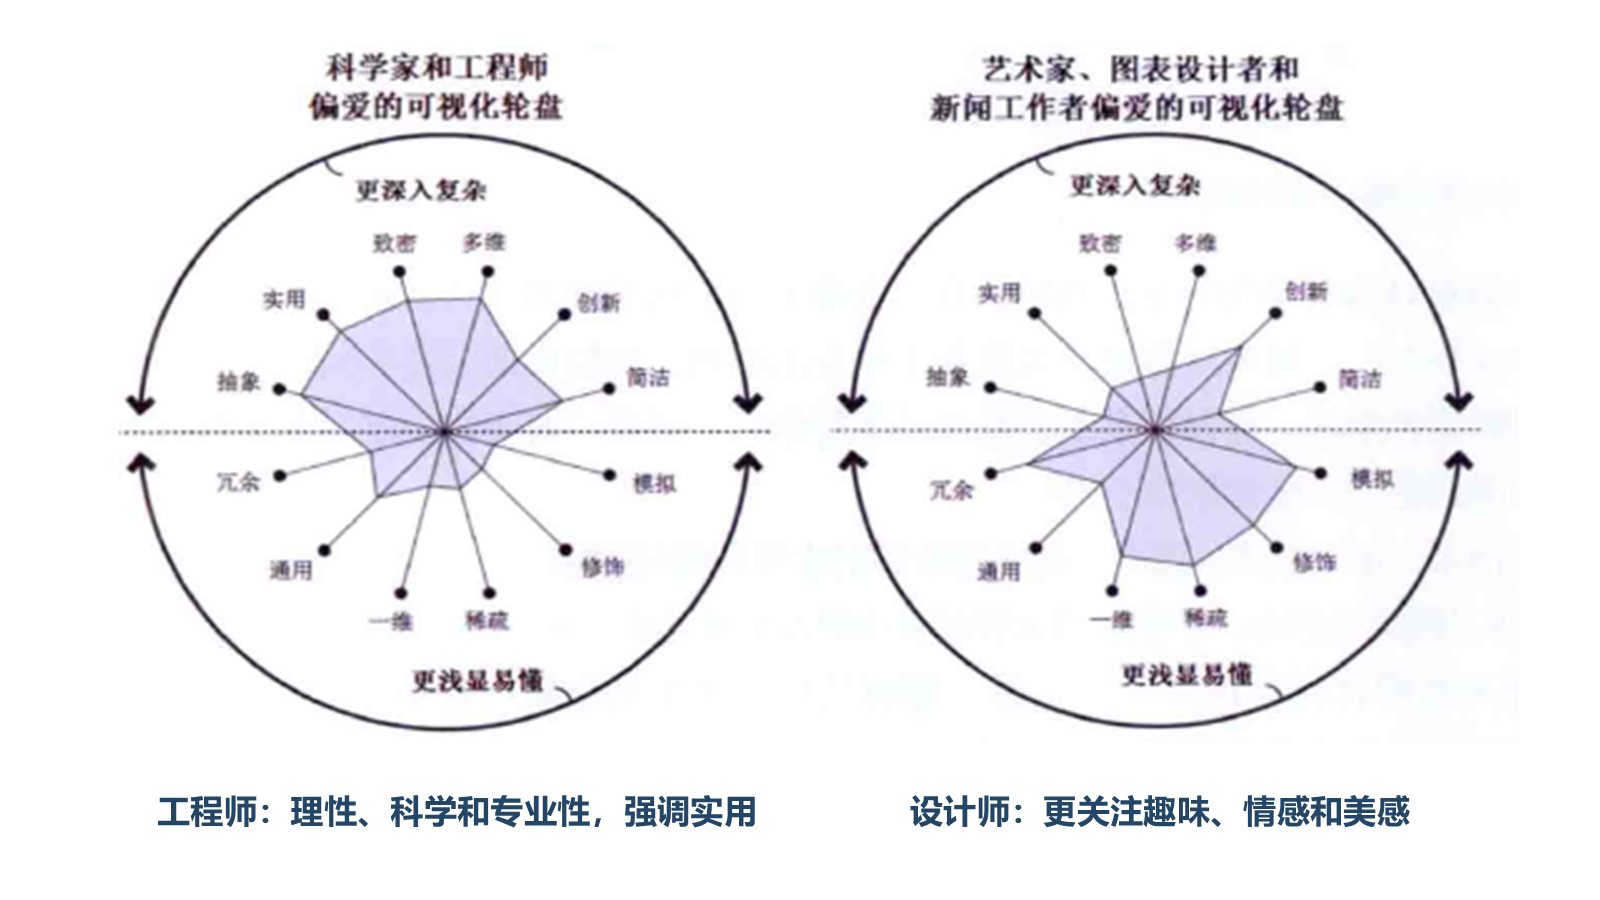 科学家和工程师
偏爱的可视化轮盘
更深入复杂
致密
多维
实用
创新
抽象
简洁
冗余
模拟
通用
修饰
一维
稀疏
更浅显易懂
艺术家、图表设计者和
新闻工作者偏爱的可视化轮盘
更深入复杂
致密
多维
实用
创新
抽象
简洁
冗余
模拟
通用
修饰
一维
稀疏
更浅显易懂
工程师：理性、科学和专业性，强调实用
设计师：更关注趣味、情感和美感